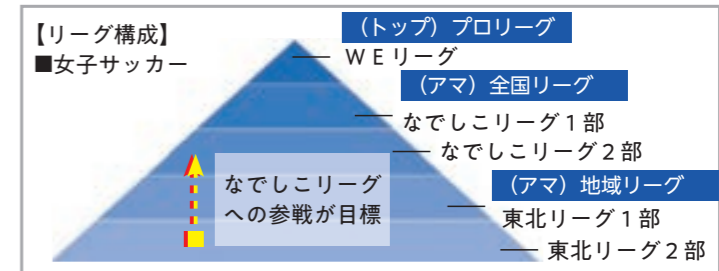 【リーグ構成】
■女子サッカー
（トップ）プロリーグ
ＷＥリーグ
（アマ）全国リーグ
なでしこリーグ１部
なでしこリーグ２部
なでしこリーグ
への参戦が目標
（アマ）地域リーグ
東北リーグ１部
東北リーグ２部